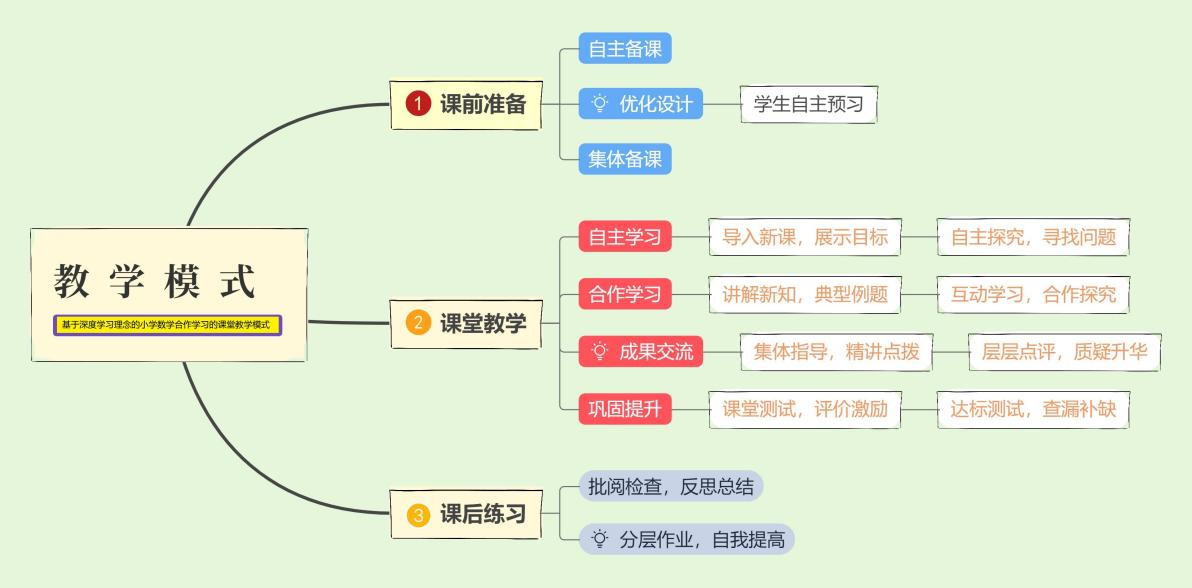 教学模式
基于深度学习理念的小学数学合作学习的课堂教学模式
1 课前准备
自主备课
优化设计
学生自主预习
集体备课
2 课堂教学
自主学习
导入新课，展示目标
自主探究，寻找问题
合作学习
讲解新知，典型例题
互动学习，合作探究
成果交流
集体指导，精讲点拨
层层点评，质疑升华
巩固提升
课堂测试，评价激励
达标测试，查漏补缺
3 课后练习
批阅检查，反思总结
分层作业，自我提高